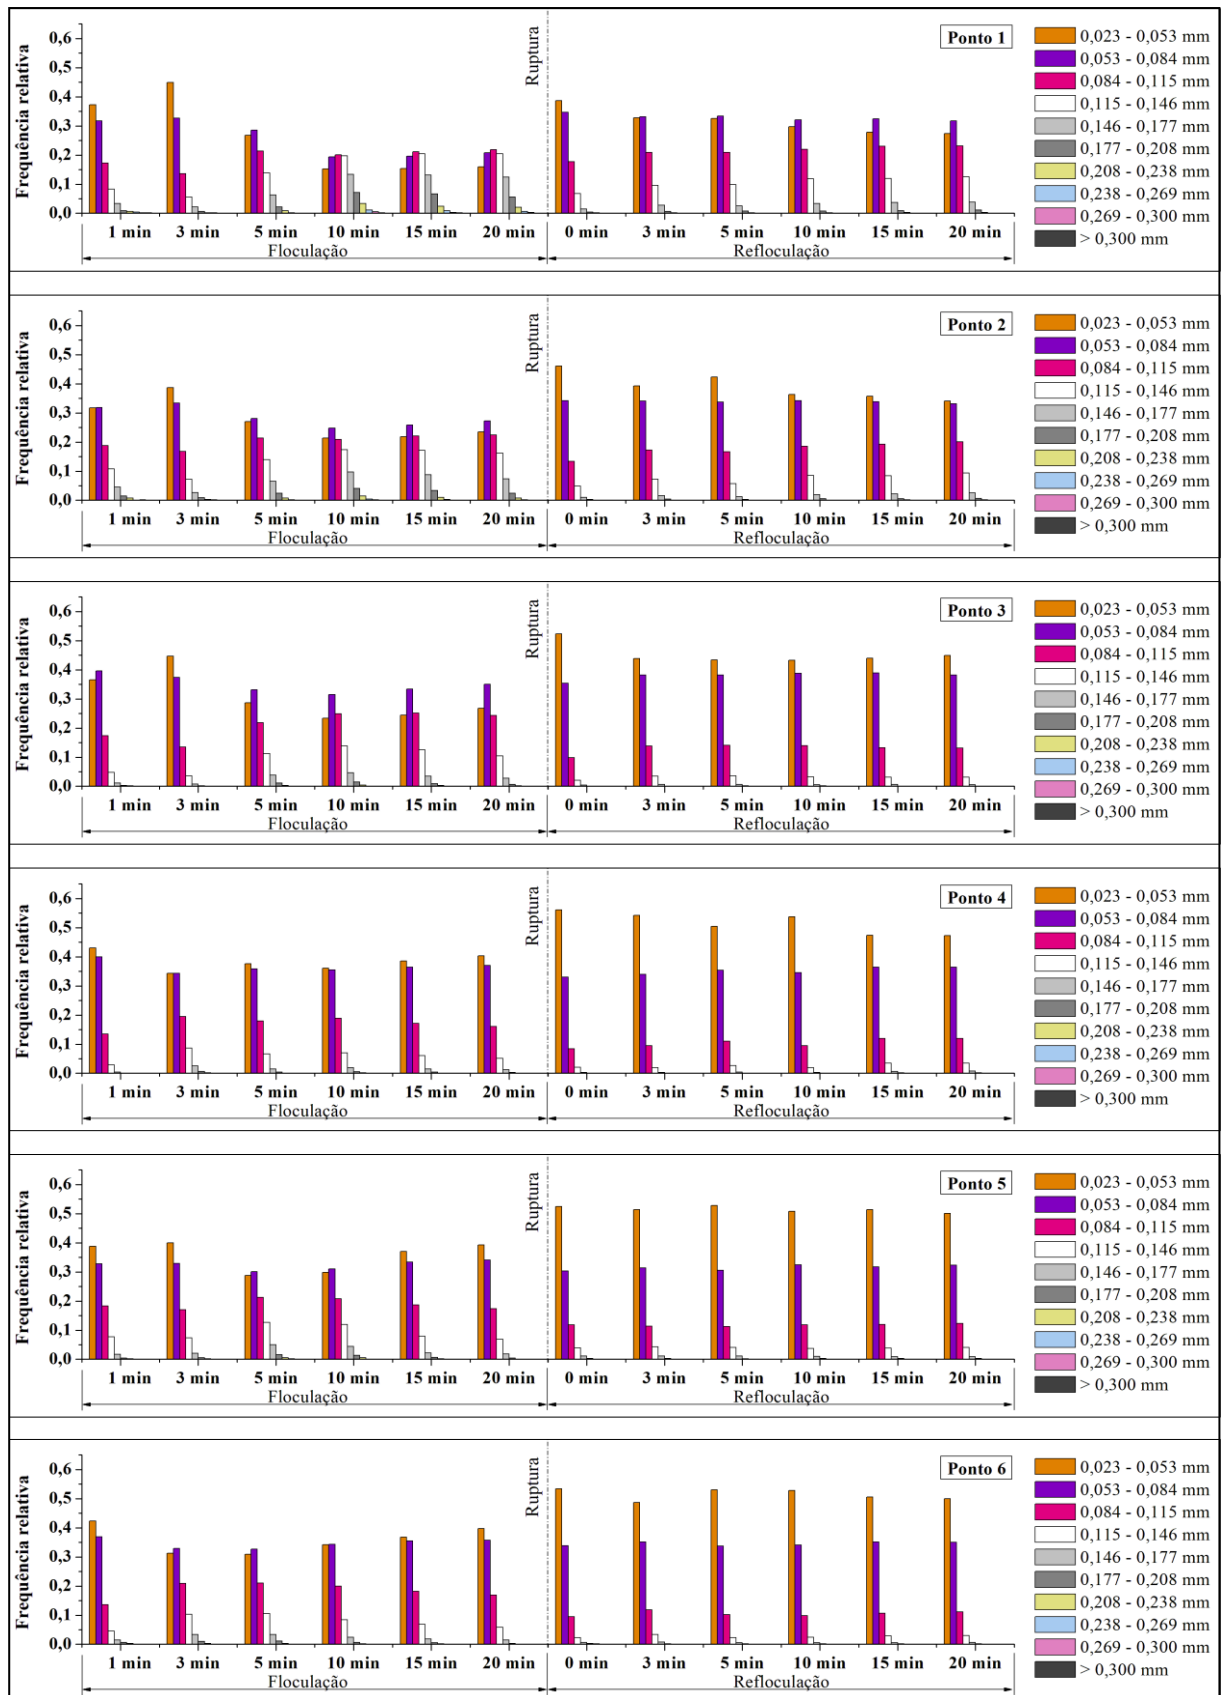 Frequência relativa
0,6
0,5
0,4
0,3
0,2
0,1
0,0
Ruptura
Ponto 1
0,023 - 0,053 mm
0,053 - 0,084 mm
0,084 - 0,115 mm
0,115 - 0,146 mm
0,146 - 0,177 mm
0,177 - 0,208 mm
0,208 - 0,238 mm
0,238 - 0,269 mm
0,269 - 0,300 mm
> 0,300 mm
1 min 3 min 5 min 10 min 15 min 20 min 0 min 3 min 5 min 10 min 15 min 20 min
Floculação Refloculação
Frequência relativa
0,6
0,5
0,4
0,3
0,2
0,1
0,0
Ruptura
Ponto 2
0,023 - 0,053 mm
0,053 - 0,084 mm
0,084 - 0,115 mm
0,115 - 0,146 mm
0,146 - 0,177 mm
0,177 - 0,208 mm
0,208 - 0,238 mm
0,238 - 0,269 mm
0,269 - 0,300 mm
> 0,300 mm
1 min 3 min 5 min 10 min 15 min 20 min 0 min 3 min 5 min 10 min 15 min 20 min
Floculação Refloculação
Frequência relativa
0,6
0,5
0,4
0,3
0,2
0,1
0,0
Ruptura
Ponto 3
0,023 - 0,053 mm
0,053 - 0,084 mm
0,084 - 0,115 mm
0,115 - 0,146 mm
0,146 - 0,177 mm
0,177 - 0,208 mm
0,208 - 0,238 mm
0,238 - 0,269 mm
0,269 - 0,300 mm
> 0,300 mm
1 min 3 min 5 min 10 min 15 min 20 min 0 min 3 min 5 min 10 min 15 min 20 min
Floculação Refloculação
Frequência relativa
0,6
0,5
0,4
0,3
0,2
0,1
0,0
Ruptura
Ponto 4
0,023 - 0,053 mm
0,053 - 0,084 mm
0,084 - 0,115 mm
0,115 - 0,146 mm
0,146 - 0,177 mm
0,177 - 0,208 mm
0,208 - 0,238 mm
0,238 - 0,269 mm
0,269 - 0,300 mm
> 0,300 mm
1 min 3 min 5 min 10 min 15 min 20 min 0 min 3 min 5 min 10 min 15 min 20 min
Floculação Refloculação
Frequência relativa
0,6
0,5
0,4
0,3
0,2
0,1
0,0
Ruptura
Ponto 5
0,023 - 0,053 mm
0,053 - 0,084 mm
0,084 - 0,115 mm
0,115 - 0,146 mm
0,146 - 0,177 mm
0,177 - 0,208 mm
0,208 - 0,238 mm
0,238 - 0,269 mm
0,269 - 0,300 mm
> 0,300 mm
1 min 3 min 5 min 10 min 15 min 20 min 0 min 3 min 5 min 10 min 15 min 20 min
Floculação Refloculação
Frequência relativa
0,6
0,5
0,4
0,3
0,2
0,1
0,0
Ruptura
Ponto 6
0,023 - 0,053 mm
0,053 - 0,084 mm
0,084 - 0,115 mm
0,115 - 0,146 mm
0,146 - 0,177 mm
0,177 - 0,208 mm
0,208 - 0,238 mm
0,238 - 0,269 mm
0,269 - 0,300 mm
> 0,300 mm
1 min 3 min 5 min 10 min 15 min 20 min 0 min 3 min 5 min 10 min 15 min 20 min
Floculação Refloculação